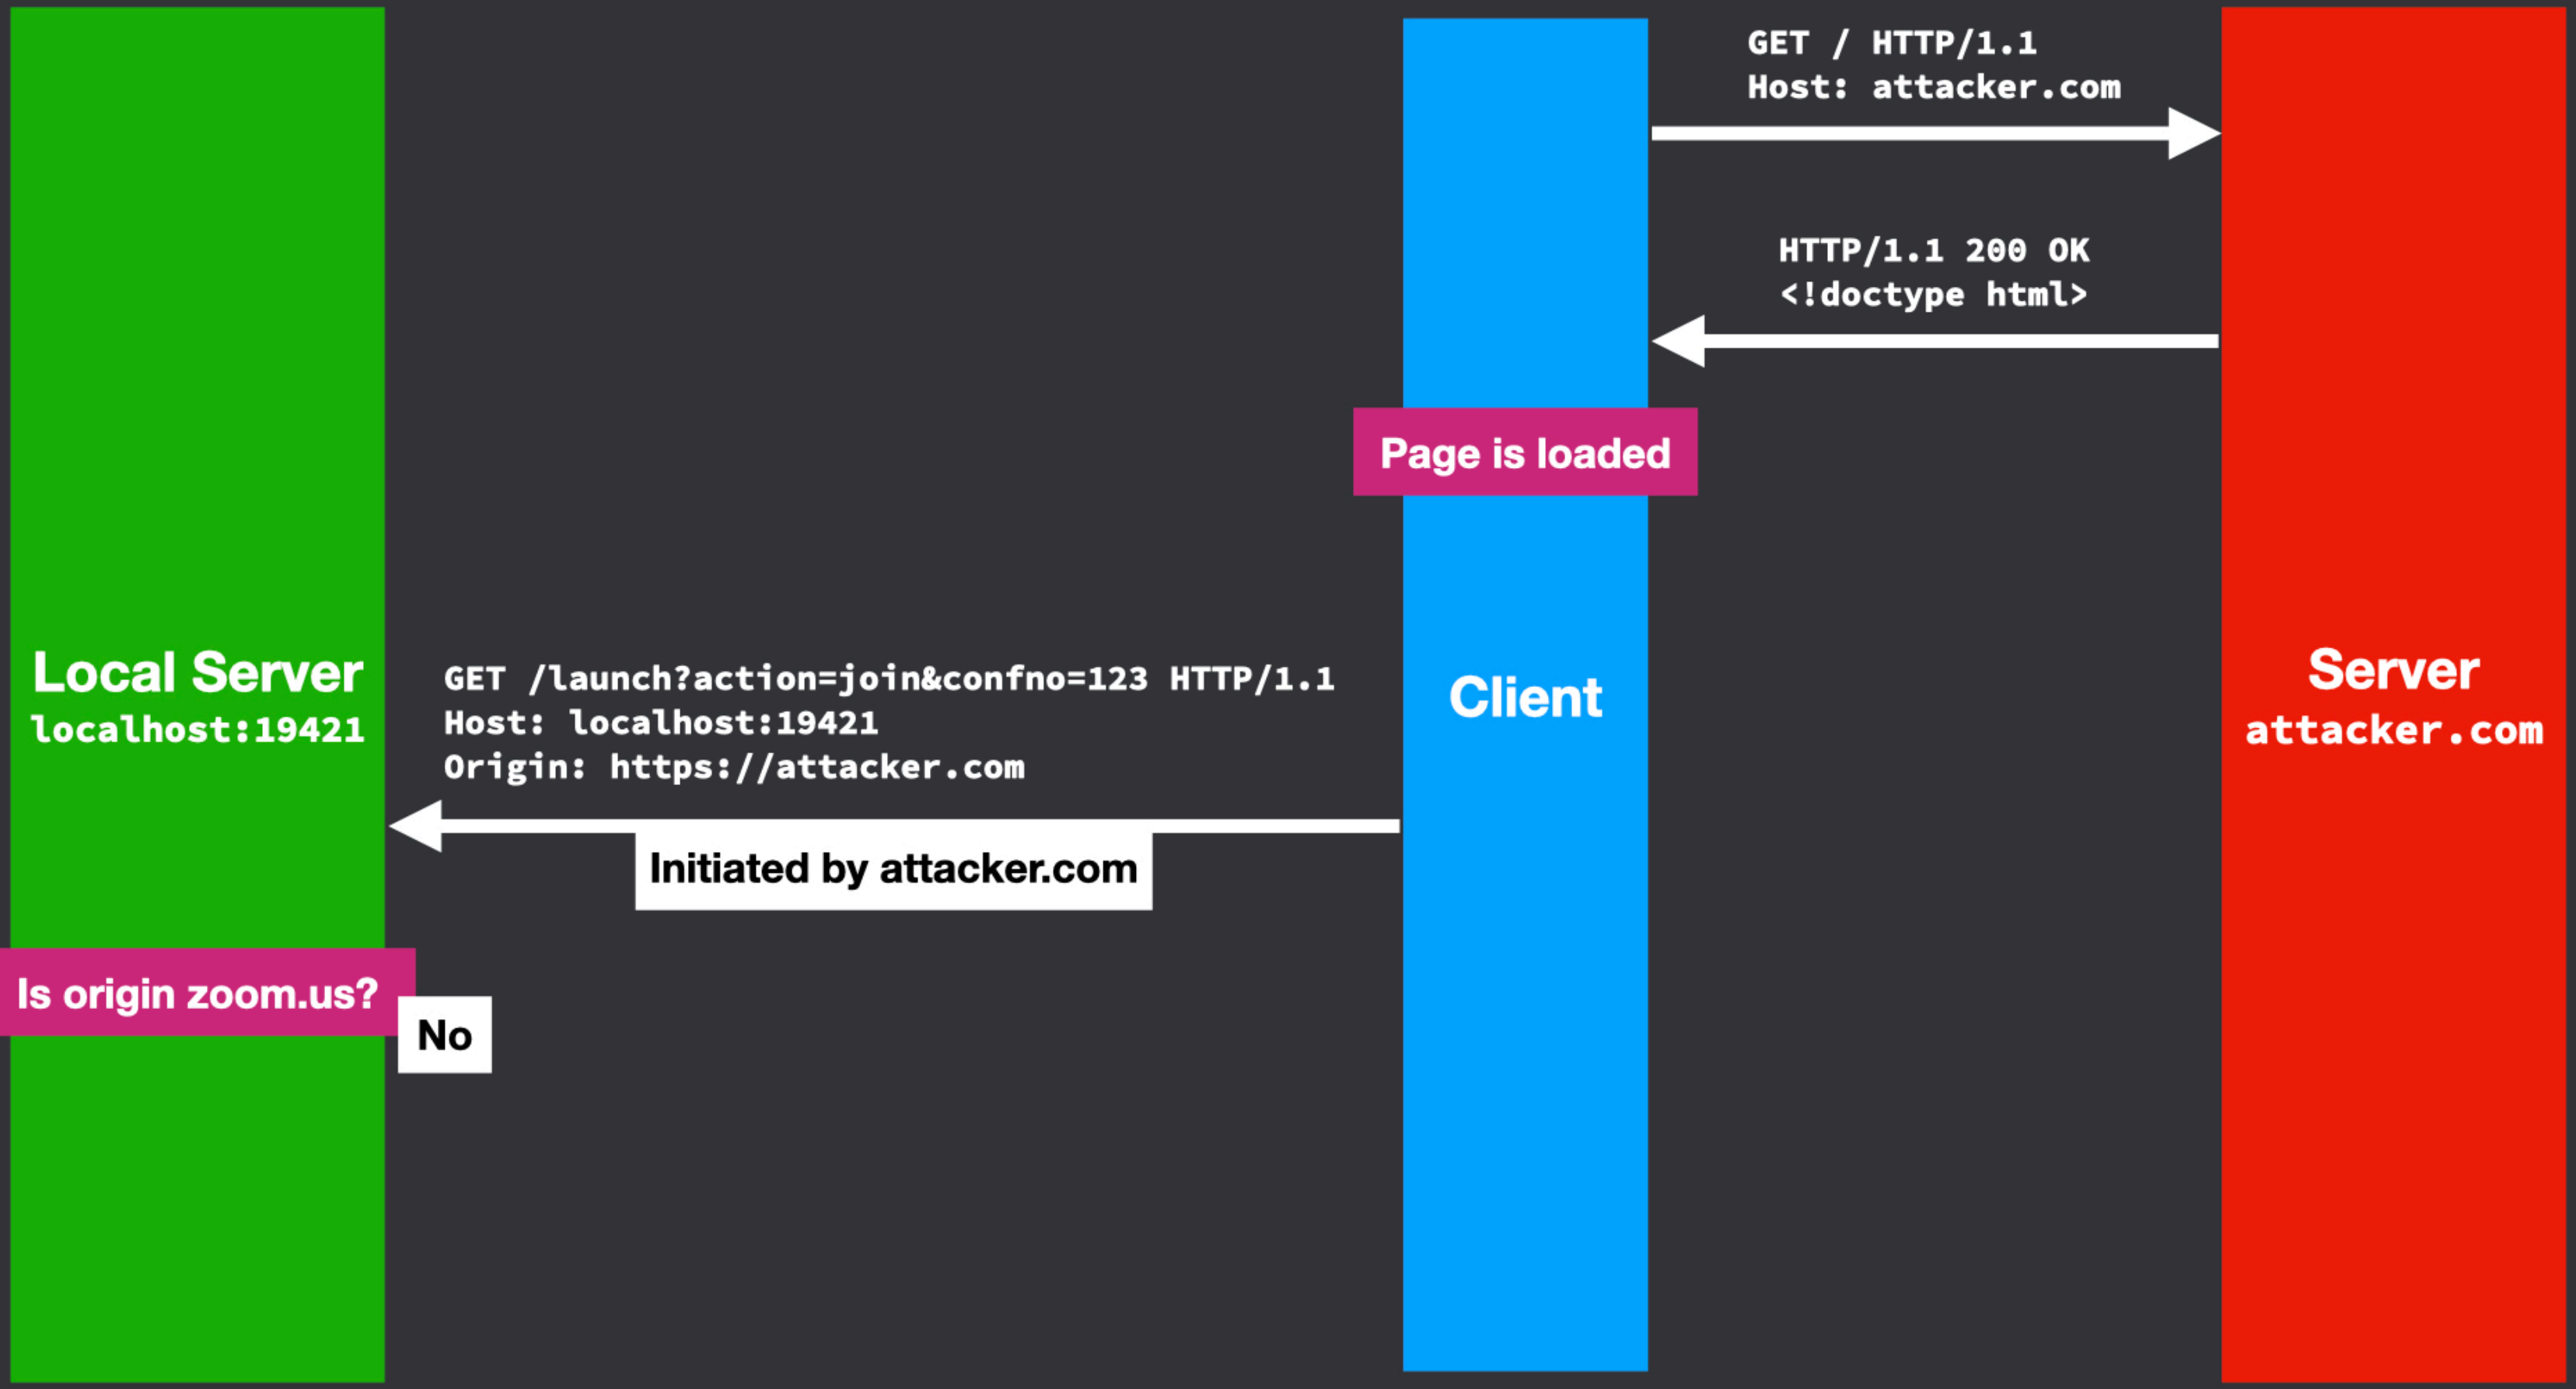 GET / HTTP/1.1
Host: attacker.com
HTTP/1.1 200 OK
<!doctype html>
Page is loaded
Local Server
localhost:19421
GET /launch?action=join&confno=123 HTTP/1.1
Host: localhost:19421
Origin: https://attacker.com
Initiated by attacker.com
Client
Server
attacker.com
Is origin zoom.us?
No